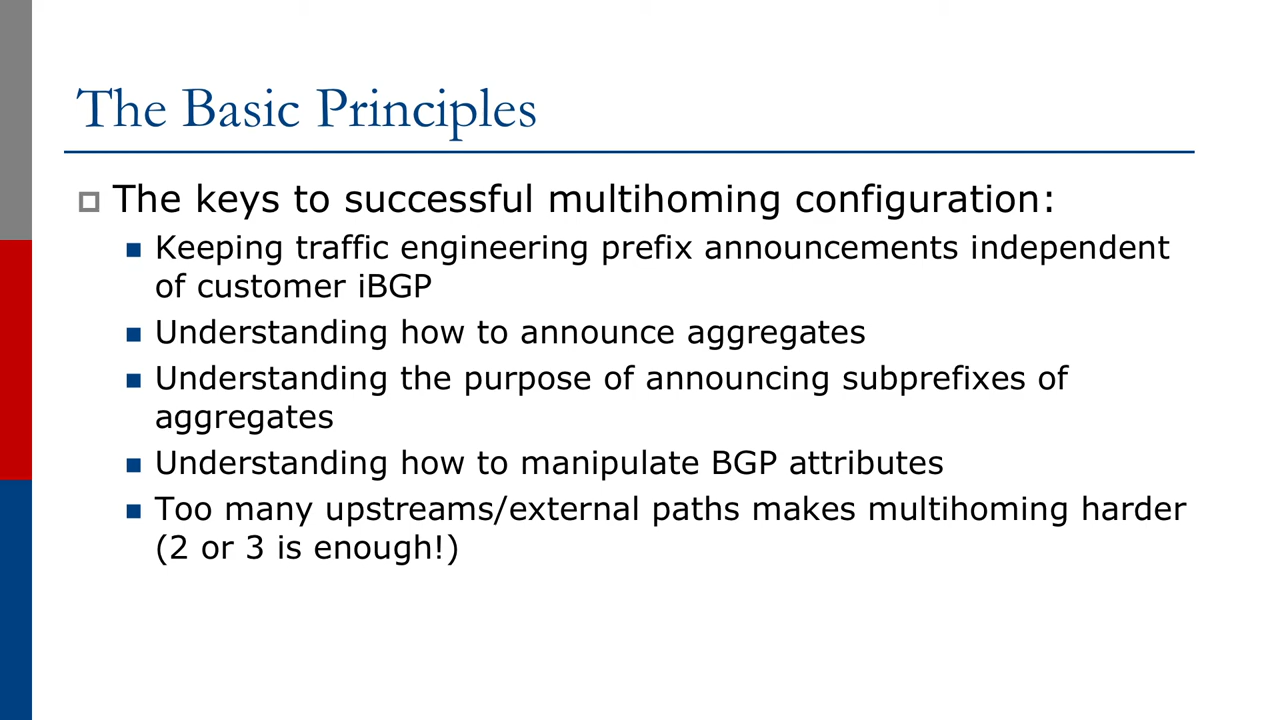 The Basic Principles
The keys to successful multihoming configuration:
Keeping traffic engineering prefix announcements independent
of customer iBGP
Understanding how to announce aggregates
Understanding the purpose of announcing subprefixes of
aggregates
Understanding how to manipulate BGP attributes
Too many upstreams/external paths makes multihoming harder
(2 or 3 is enough!)